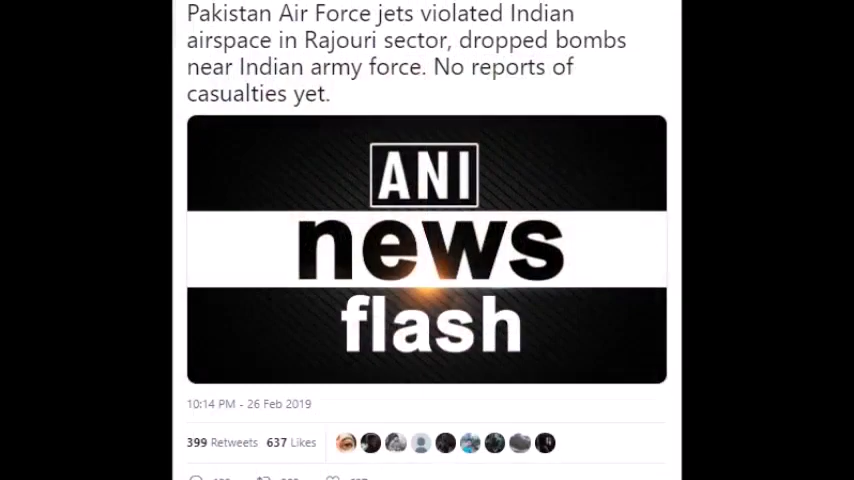 Pakistan Air Force jets violated Indian
airspace in Rajouri sector, dropped bombs
near Indian army force. No reports of
casualties yet.
ANI
news
flash
10:14 PM - 26 Feb 2019
399 Retweets 637 Likes